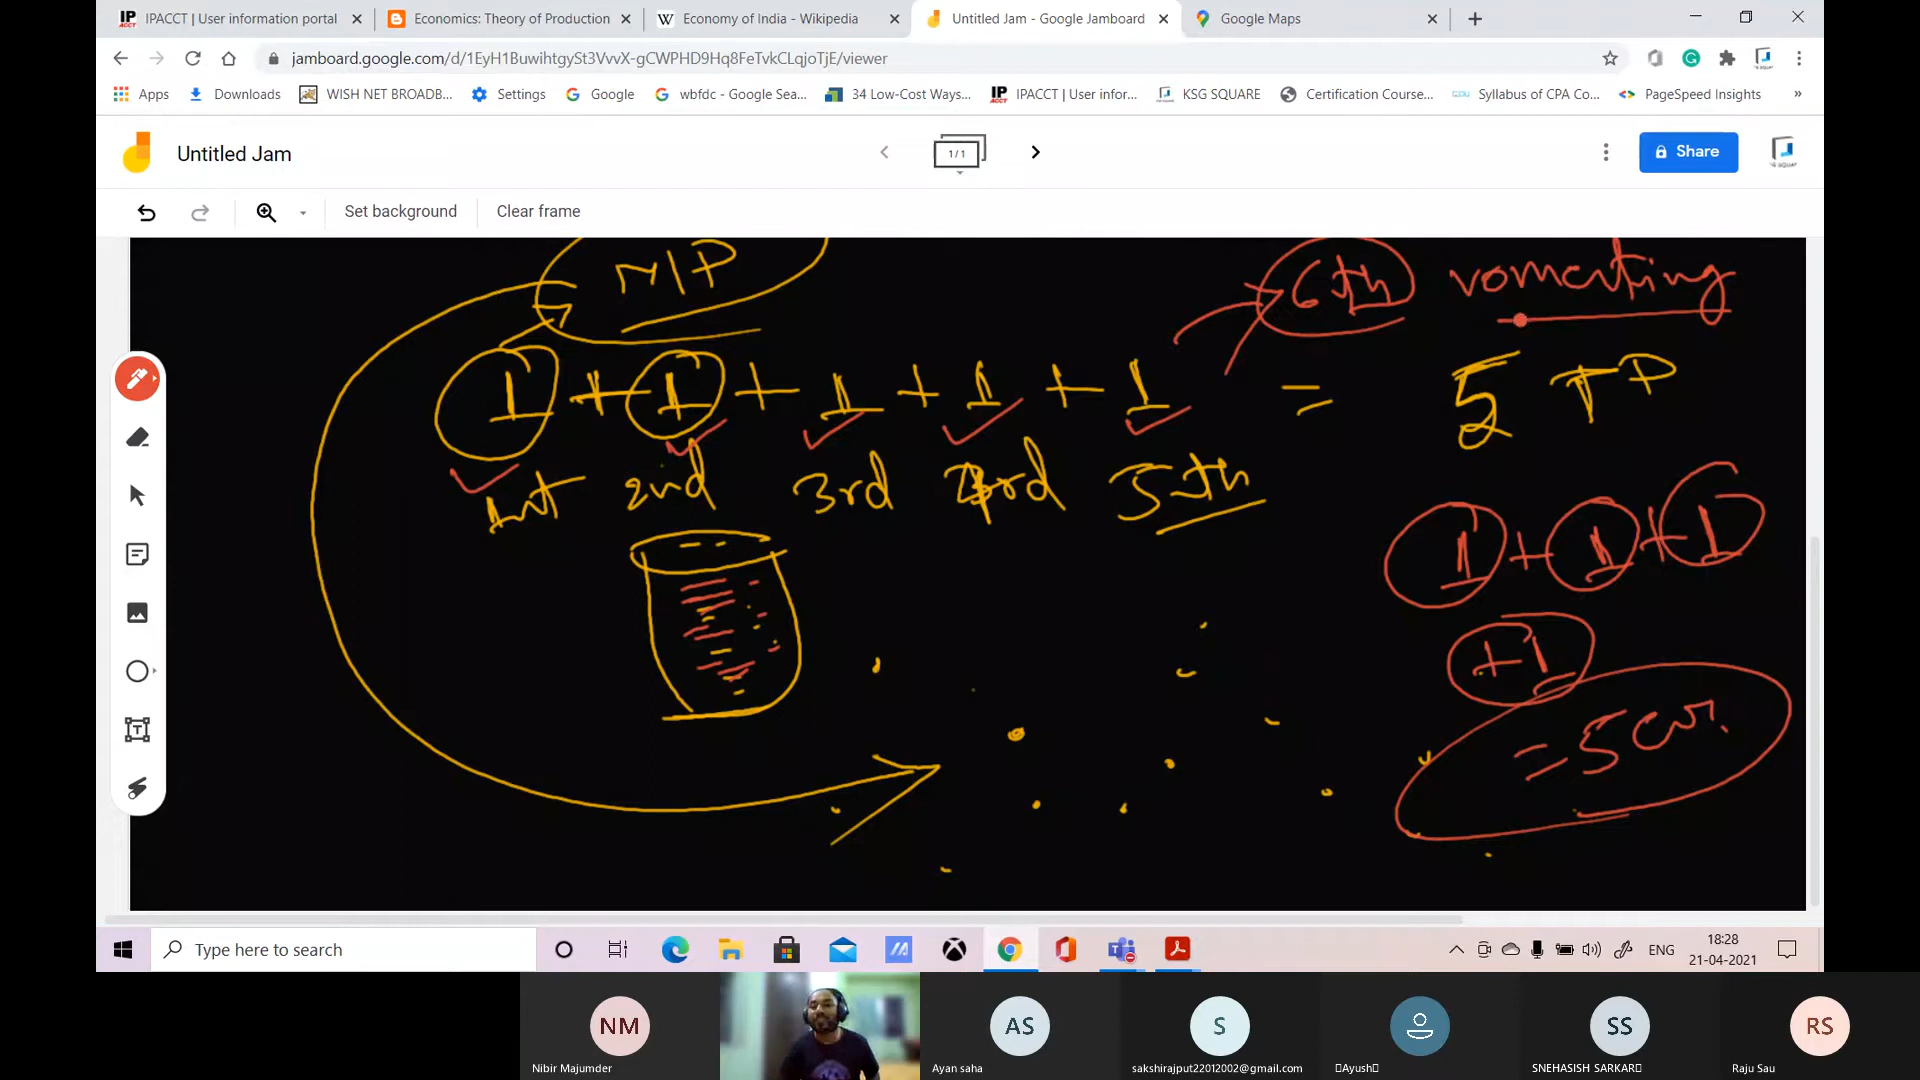 IPACCT | User information portal
Economics: Theory of Production
Economy of India - Wikipedia
Untitled Jam - Google Jamboard
Google Maps
jamboard.google.com/d/1EyH1BuwihtgySt3VvvX-gCWPHD9Hq8FeTvkCLqjoTjE/viewer
Apps Downloads WISH NET BROADB... Settings Google wbfdc - Google Sea... 34 Low-Cost Ways... IPACCT | User infor... KSG SQUARE Certification Course... Syllabus of CPA Co... PageSpeed Insights »
Untitled Jam
1/1
Share
Set background Clear frame
M/P
6th vomenting
1 + 1 + 1 + 1 + 1 = 5 TP
2nd 3rd 4rd 5th
1 + 1 + 1
+1
= 5
Type here to search
ENG
18:28
21-04-2021
NM AS S SS RS
Nibir Majumder Ayan saha sakshirajput22012002@gmail.com Ayush SNEHASISH SARKAR Raju Sau